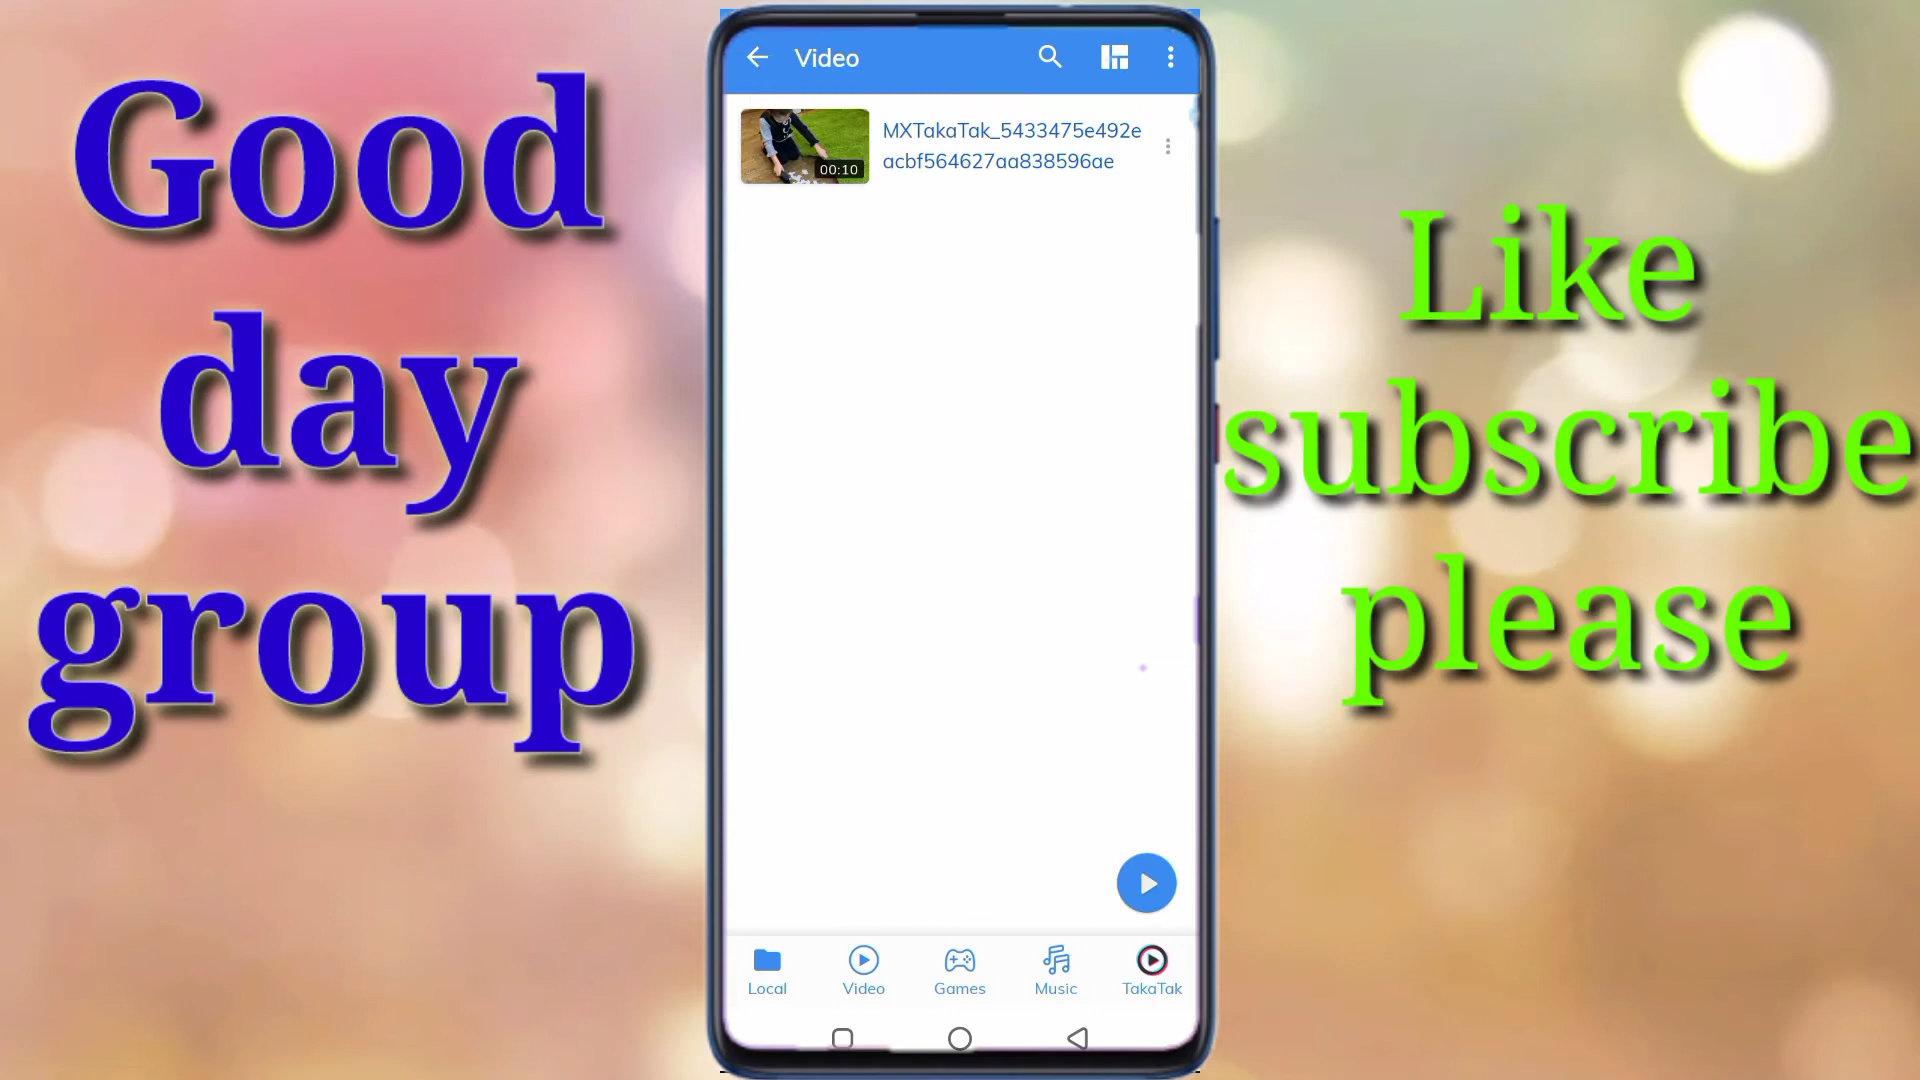 Good
day
group
Video
00:10
MXTakaTak_5433475e492e
acbf564627aa838596ae
Local
Video
Games
Music
TakaTak
Like
subscribe
please